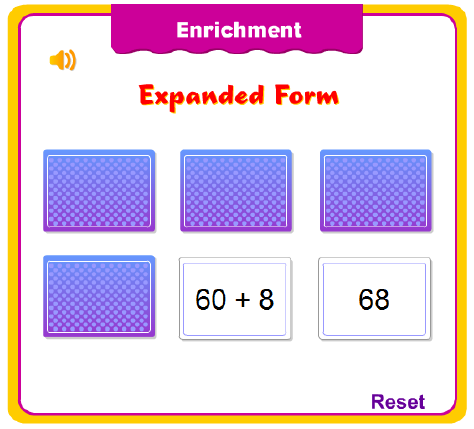 Enrichment
Expanded Form
60 + 8
68
Reset